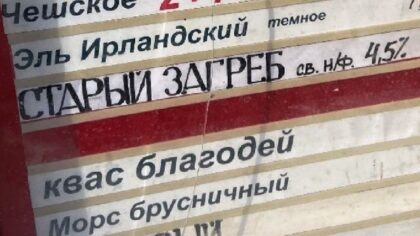 Чешское
Эль Ирландский темное
СТАРЫЙ ЗАГРЕБ св. н/ф. 4,5%
квас благодей
Морс брусничный